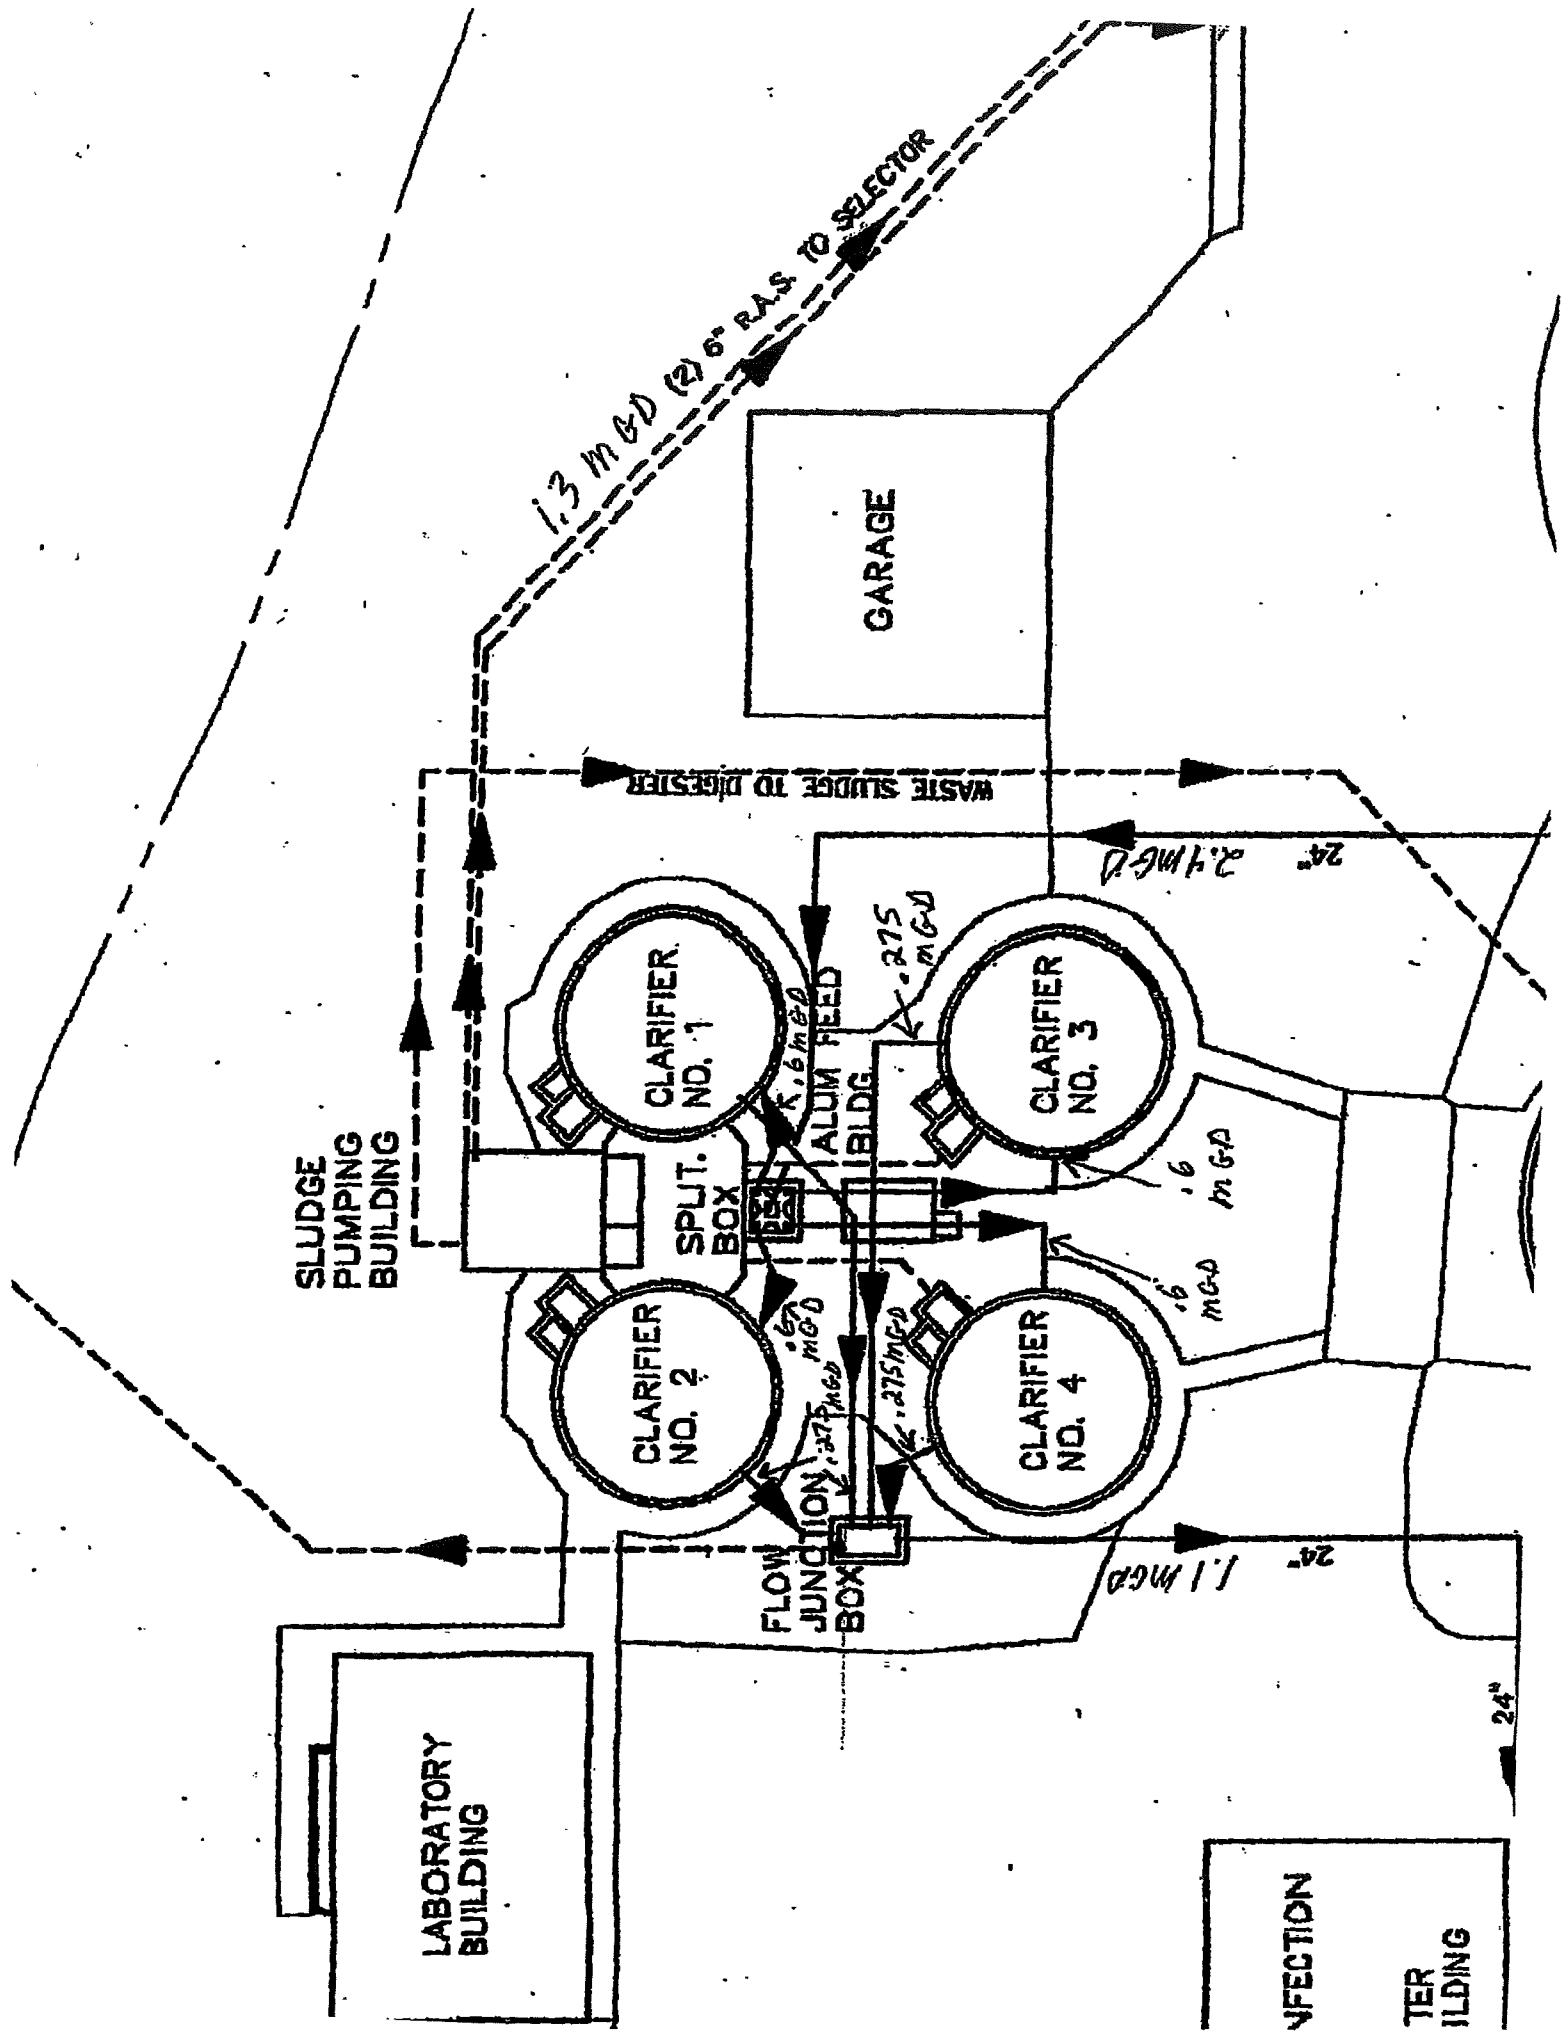 1.3 MGD (2) 6" R.A.S. TO SELECTOR
GARAGE
WASTE SLUDGE TO DIGESTER
2.4 MGD
24"
SLUDGE
PUMPING
BUILDING
CLARIFIER
NO. 1
.6 MGD
ALUM FEED
BLDG.
.275
MGD
CLARIFIER
NO. 3
SPLIT.
BOX
.6
MGD
.6
MGD
CLARIFIER
NO. 2
.6
MGD
.275 MGD
.275 MGD
CLARIFIER
NO. 4
FLOW
JUNCTION
BOX
1.1 MGD
24"
24"
LABORATORY
BUILDING
NFECTION
TER
ILDING